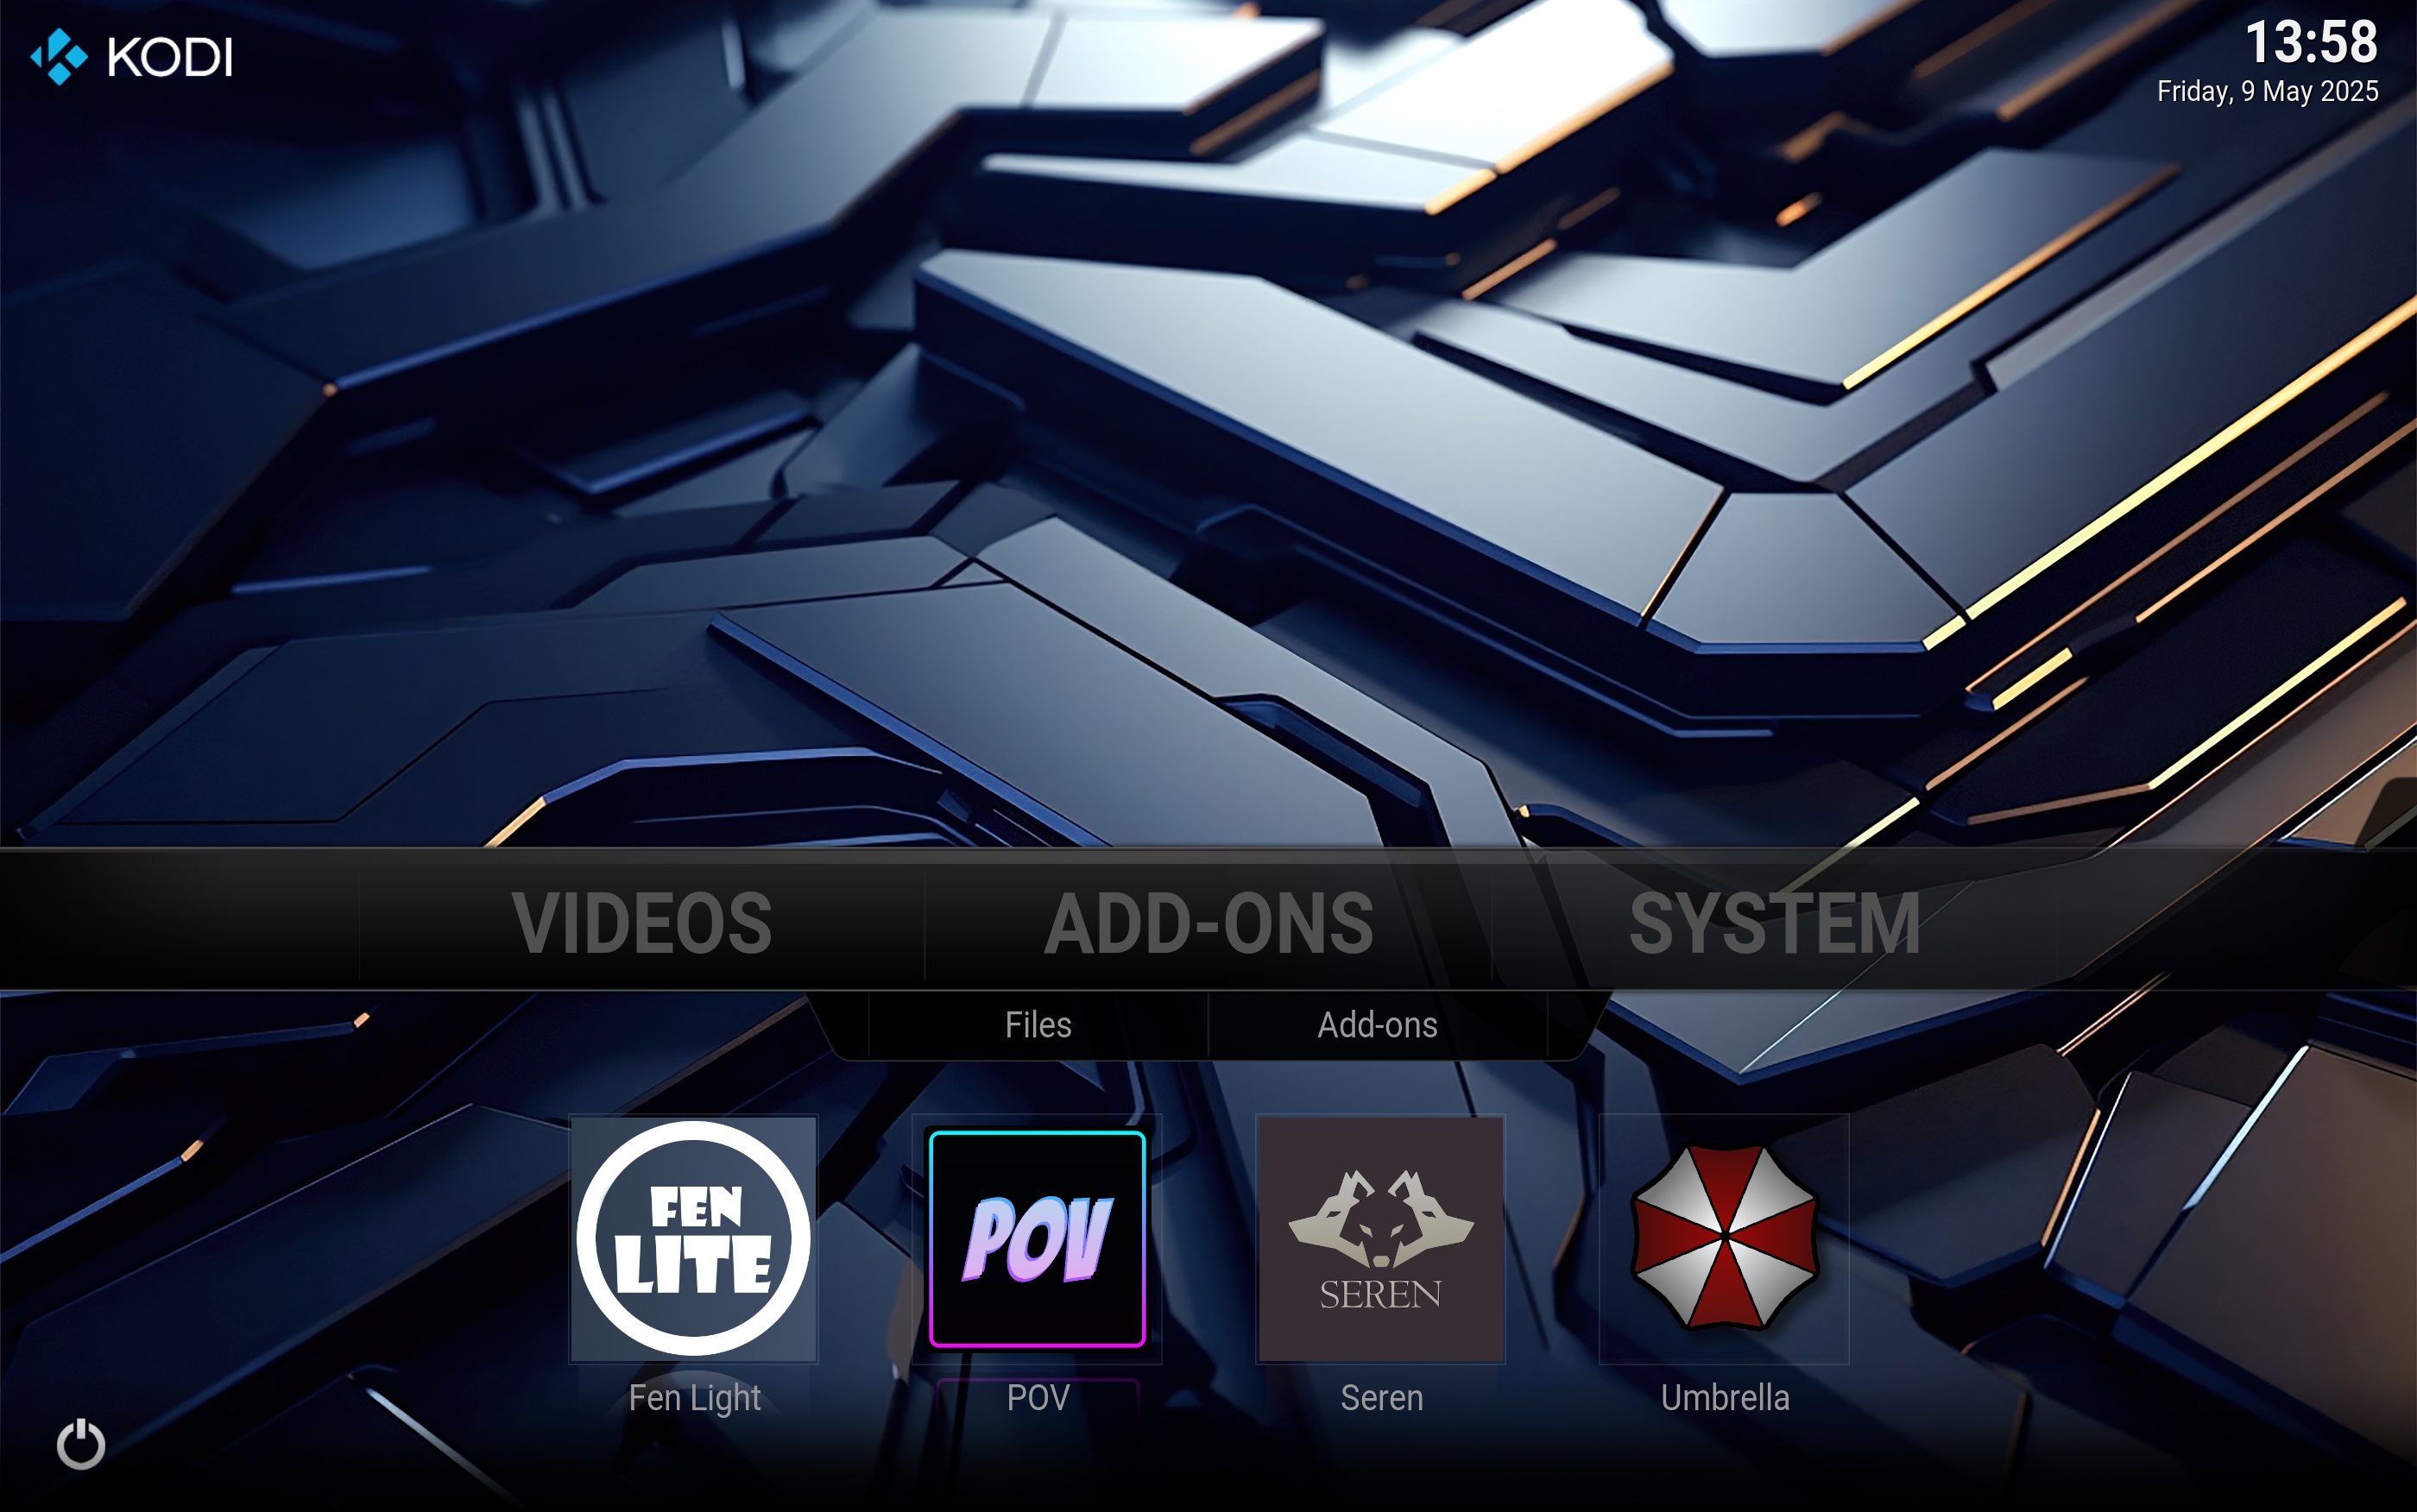 KODI
13:58
Friday, 9 May 2025
VIDEOS
ADD-ONS
SYSTEM
Files
Add-ons
FEN
LITE
POV
SEREN
Fen Light
POV
Seren
Umbrella